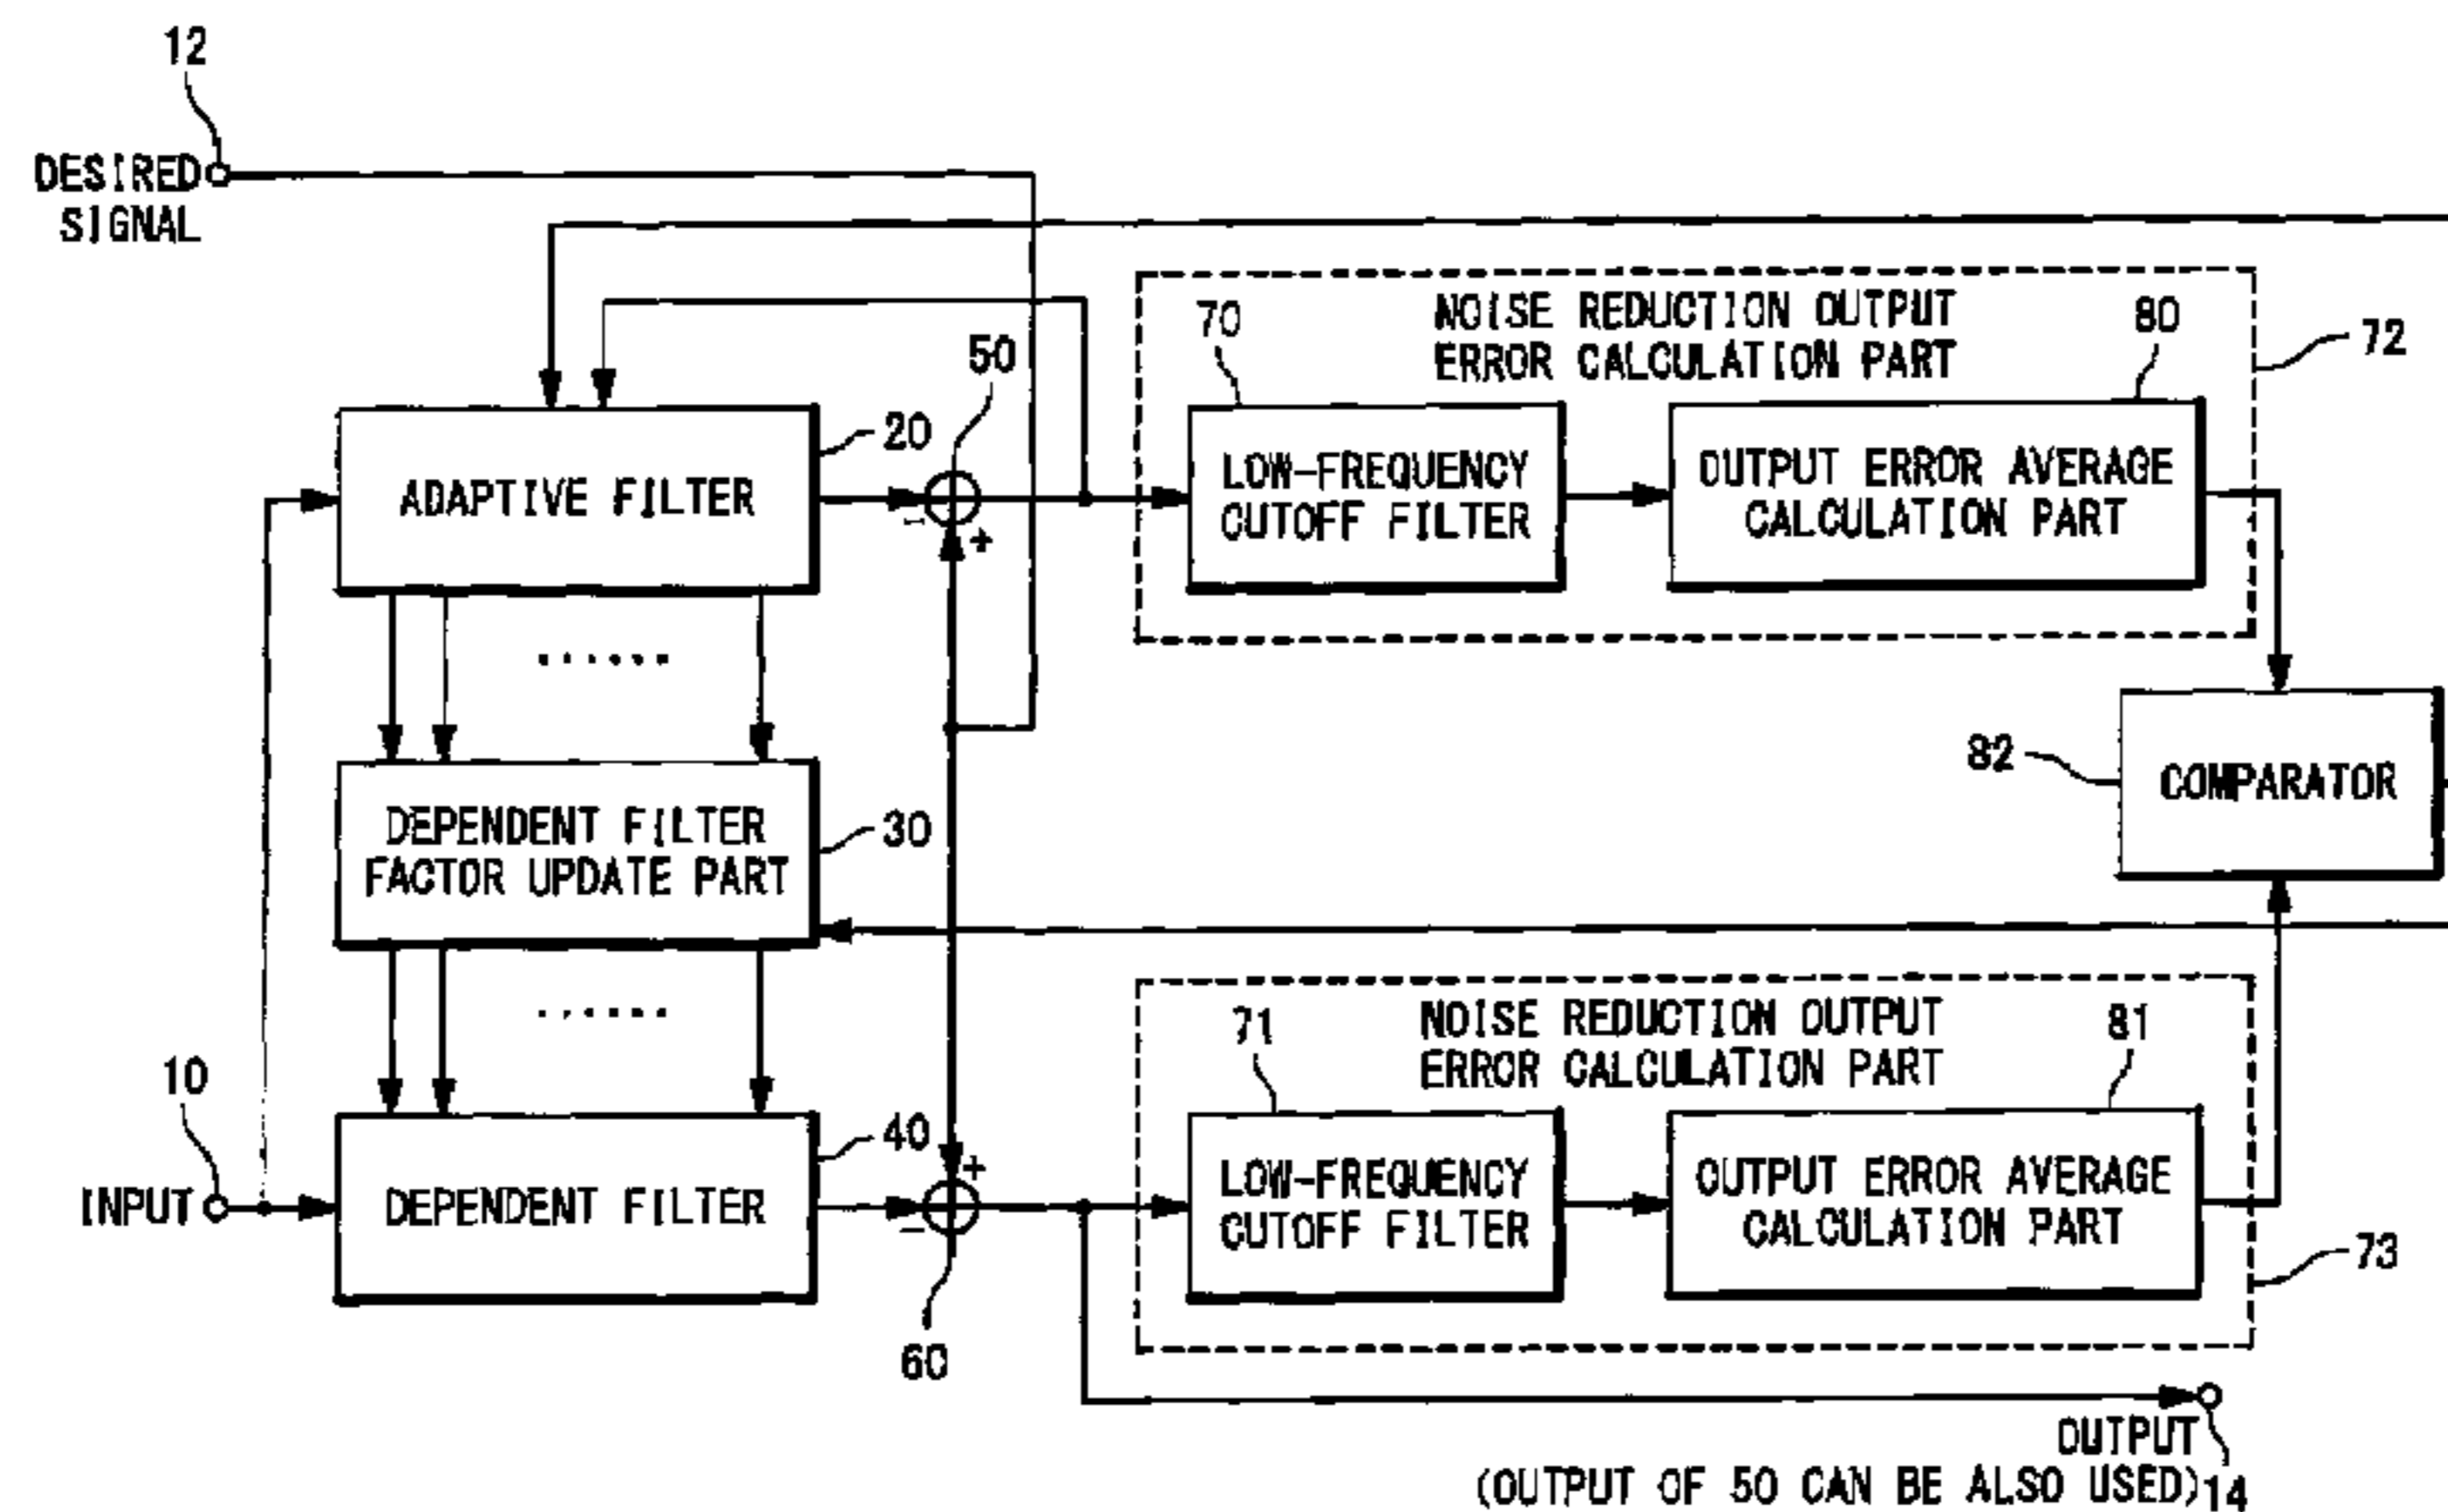 12
DESIRED
SIGNAL
NOISE REDUCTION OUTPUT
ERROR CALCULATION PART
70
80
72
50
20
ADAPTIVE FILTER
-
+
LOW-FREQUENCY
CUTOFF FILTER
OUTPUT ERROR AVERAGE
CALCULATION PART
......
82
COMPARATOR
DEPENDENT FILTER
FACTOR UPDATE PART
30
......
NOISE REDUCTION OUTPUT
ERROR CALCULATION PART
71
81
10
40
INPUT
DEPENDENT FILTER
+
-
LOW-FREQUENCY
CUTOFF FILTER
OUTPUT ERROR AVERAGE
CALCULATION PART
73
60
OUTPUT
(OUTPUT OF 50 CAN BE ALSO USED)
14